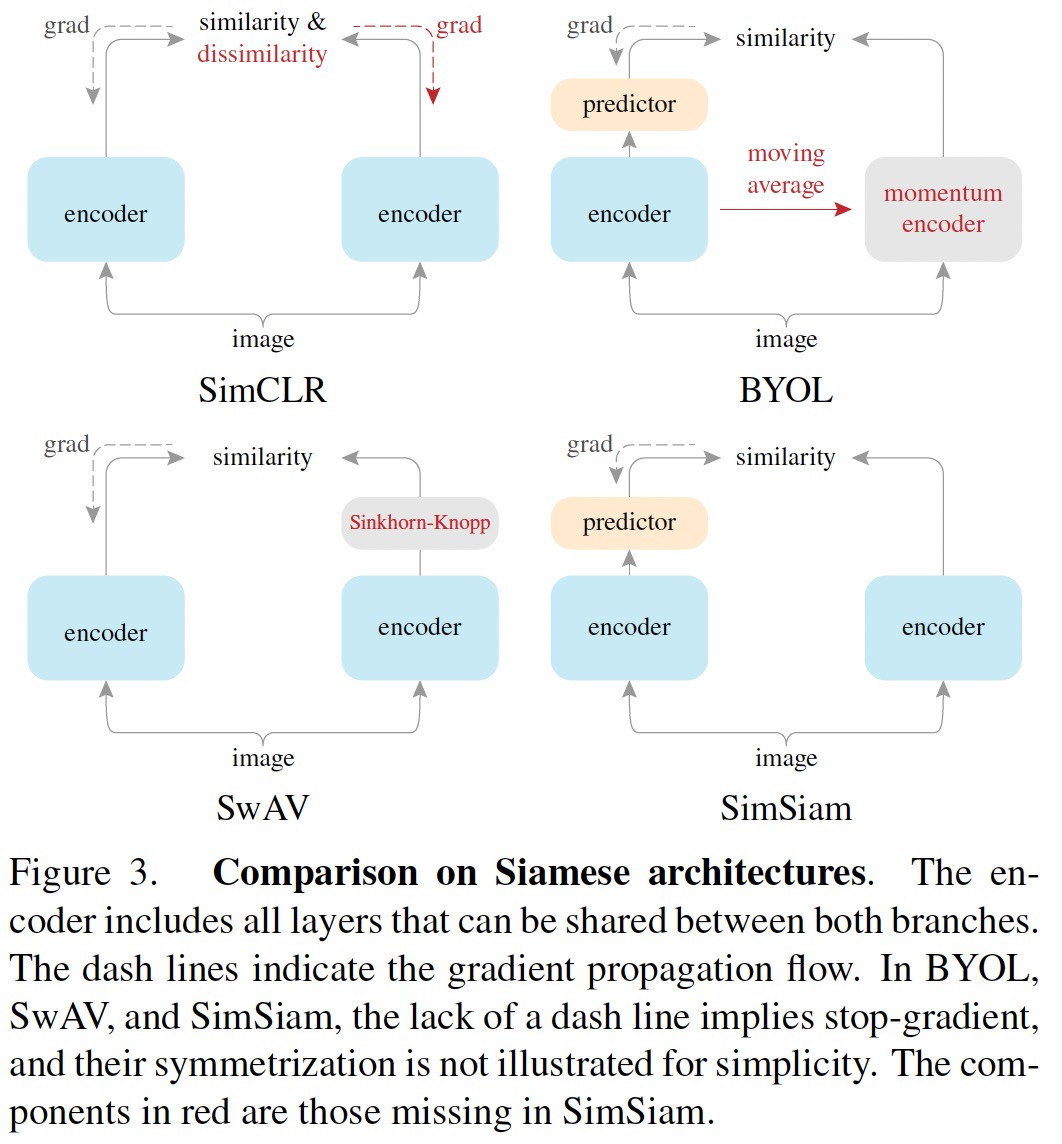 grad
similarity &
dissimilarity
grad
encoder
encoder
image
SimCLR
grad
similarity
predictor
moving
average
encoder
momentum
encoder
image
BYOL
grad
similarity
Sinkhorn-Knopp
encoder
encoder
image
SwAV
grad
similarity
predictor
encoder
encoder
image
SimSiam
Figure 3. Comparison on Siamese architectures. The en-
coder includes all layers that can be shared between both branches.
The dash lines indicate the gradient propagation flow. In BYOL,
SwAV, and SimSiam, the lack of a dash line implies stop-gradient,
and their symmetrization is not illustrated for simplicity. The com-
ponents in red are those missing in SimSiam.